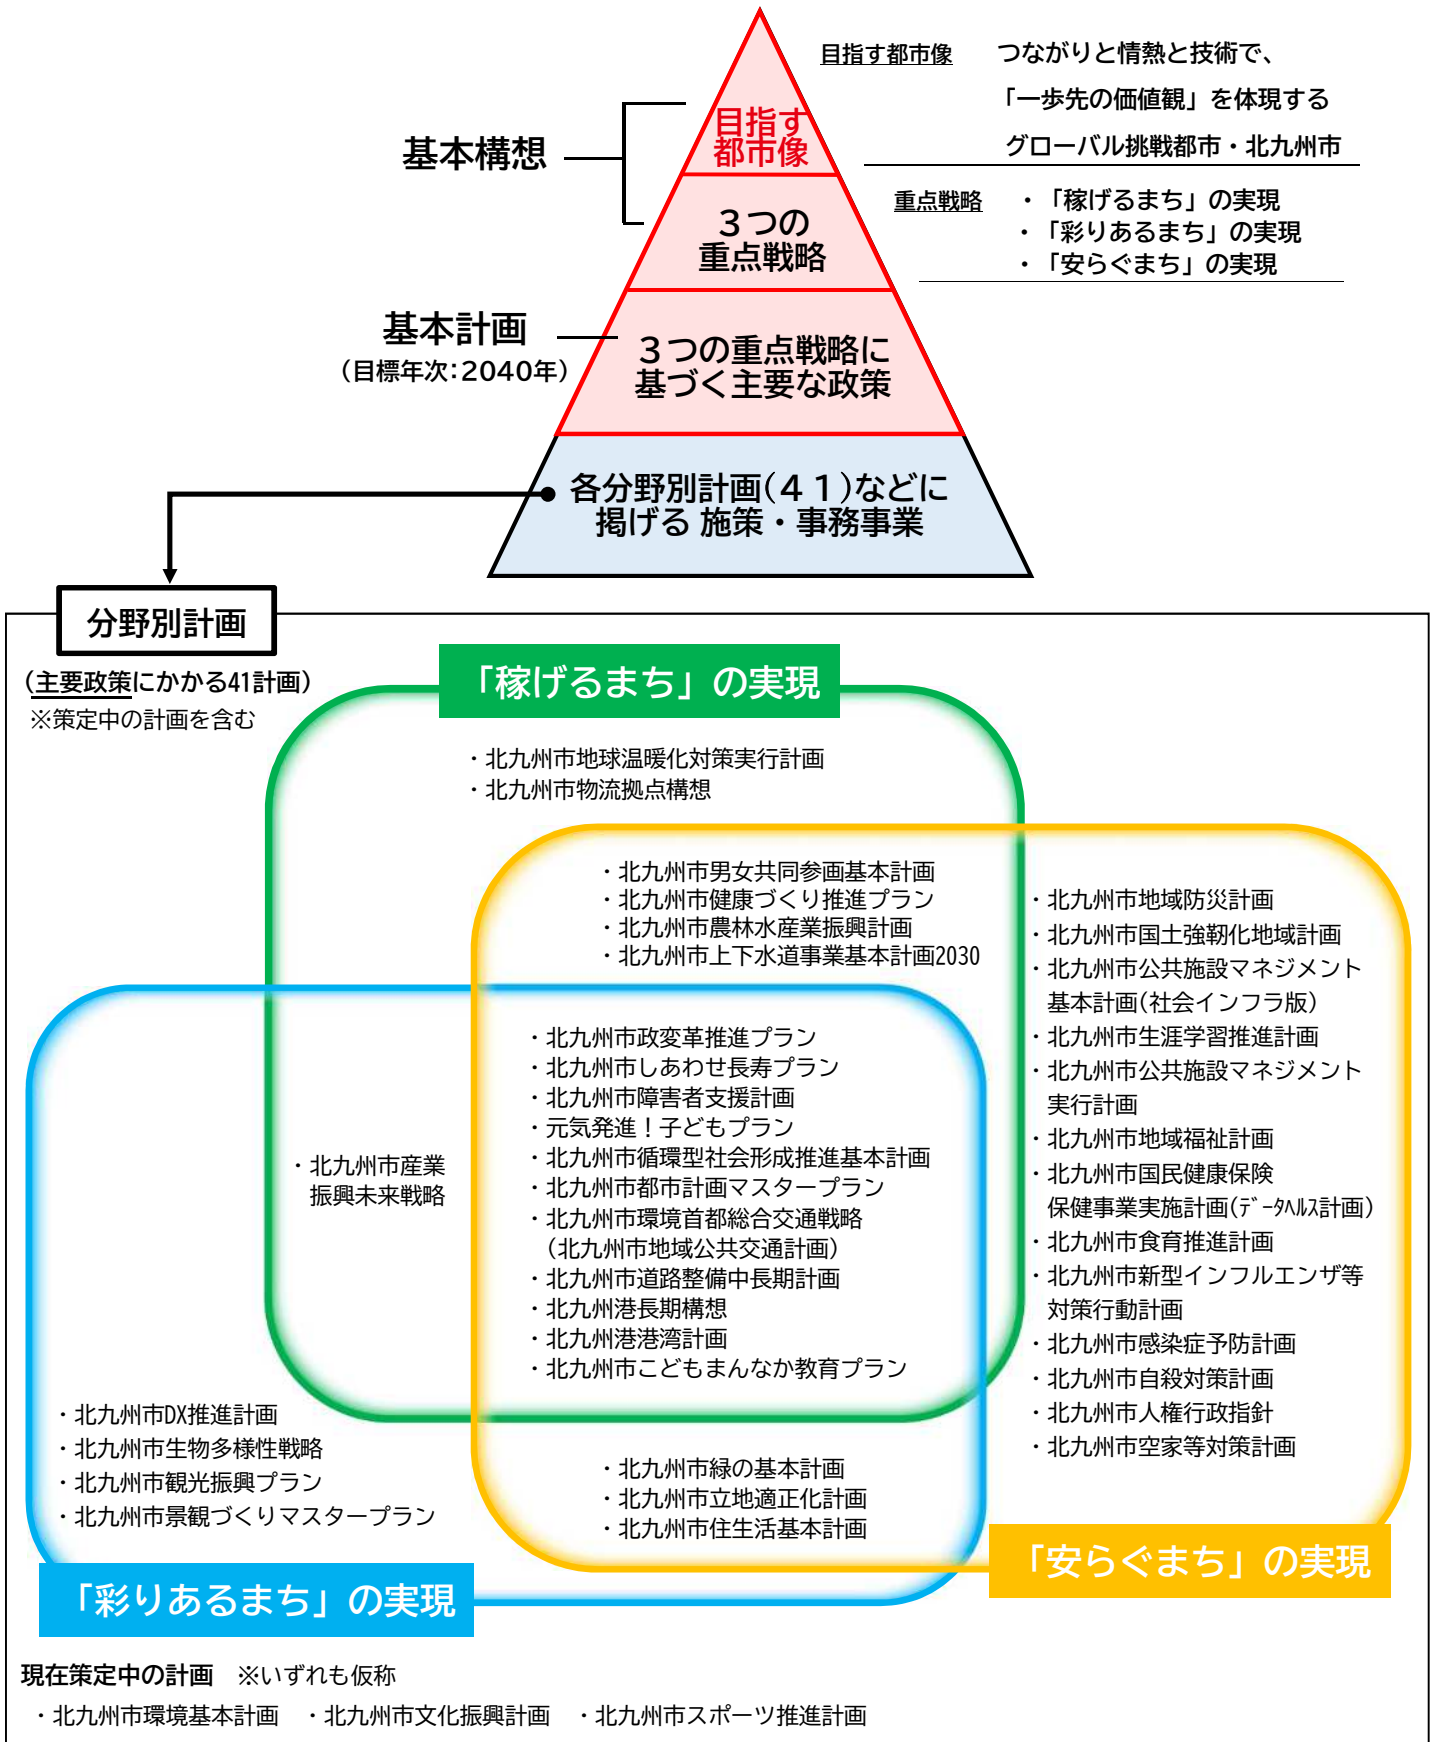 目指す都市像 つながりと情熱と技術で、
「一歩先の価値観」を体現する
グローバル挑戦都市・北九州市
目指す
都市像
基本構想
重点戦略 ・「稼げるまち」の実現
・「彩りあるまち」の実現
・「安らぐまち」の実現
３つの
重点戦略
基本計画
(目標年次：2040年)
３つの重点戦略に
基づく主要な政策
各分野別計画(４１)などに
掲げる 施策・事務事業
分野別計画
(主要政策にかかる41計画)
※策定中の計画を含む
「稼げるまち」の実現
・北九州市地球温暖化対策実行計画
・北九州市物流拠点構想
・北九州市男女共同参画基本計画
・北九州市健康づくり推進プラン
・北九州市農林水産業振興計画
・北九州市上下水道事業基本計画2030
・北九州市地域防災計画
・北九州市国土強靭化地域計画
・北九州市公共施設マネジメント
基本計画(社会インフラ版)
・北九州市生涯学習推進計画
・北九州市公共施設マネジメント
実行計画
・北九州市地域福祉計画
・北九州市国民健康保険
保健事業実施計画(ﾃﾞｰﾀﾍﾙｽ計画)
・北九州市食育推進計画
・北九州市新型インフルエンザ等
対策行動計画
・北九州市感染症予防計画
・北九州市自殺対策計画
・北九州市人権行政指針
・北九州市空家等対策計画
・北九州市政変革推進プラン
・北九州市しあわせ長寿プラン
・北九州市障害者支援計画
・元気発進！子どもプラン
・北九州市循環型社会形成推進基本計画
・北九州市都市計画マスタープラン
・北九州市環境首都総合交通戦略
(北九州市地域公共交通計画)
・北九州市道路整備中長期計画
・北九州港長期構想
・北九州港港湾計画
・北九州市こどもまんなか教育プラン
・北九州市産業
振興未来戦略
・北九州市DX推進計画
・北九州市生物多様性戦略
・北九州市観光振興プラン
・北九州市景観づくりマスタープラン
・北九州市緑の基本計画
・北九州市立地適正化計画
・北九州市住生活基本計画
「安らぐまち」の実現
「彩りあるまち」の実現
現在策定中の計画 ※いずれも仮称
・北九州市環境基本計画 ・北九州市文化振興計画 ・北九州市スポーツ推進計画